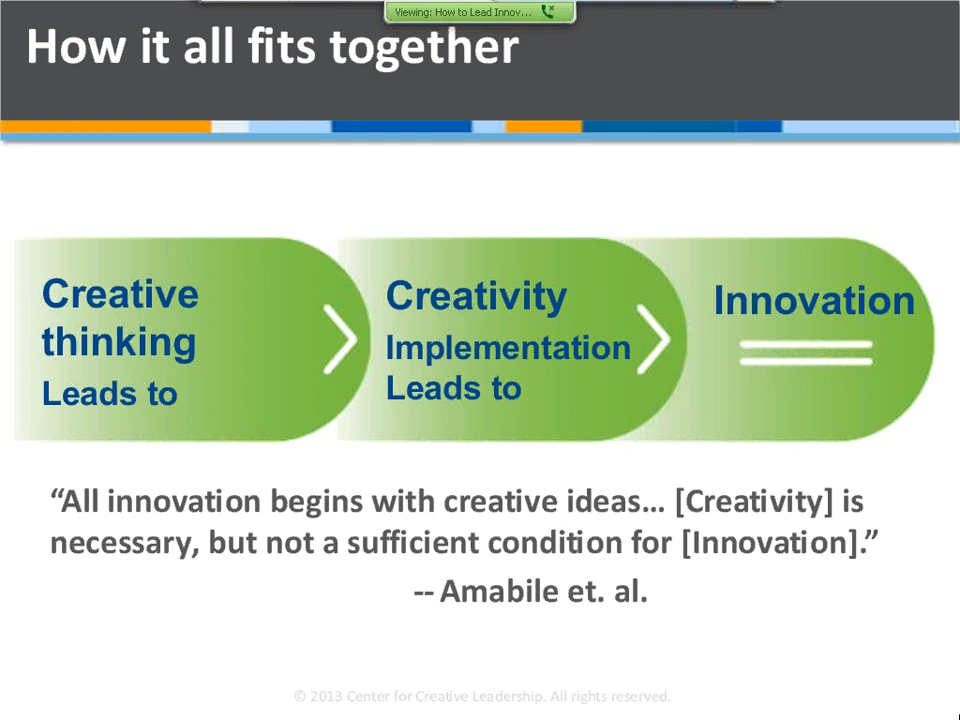 Viewing: How to Lead Innov...
How it all fits together
Creative
thinking
Leads to
Creativity
Implementation
Leads to
Innovation
“All innovation begins with creative ideas… [Creativity] is
necessary, but not a sufficient condition for [Innovation].”
-- Amabile et. al.
© 2013 Center for Creative Leadership. All rights reserved.